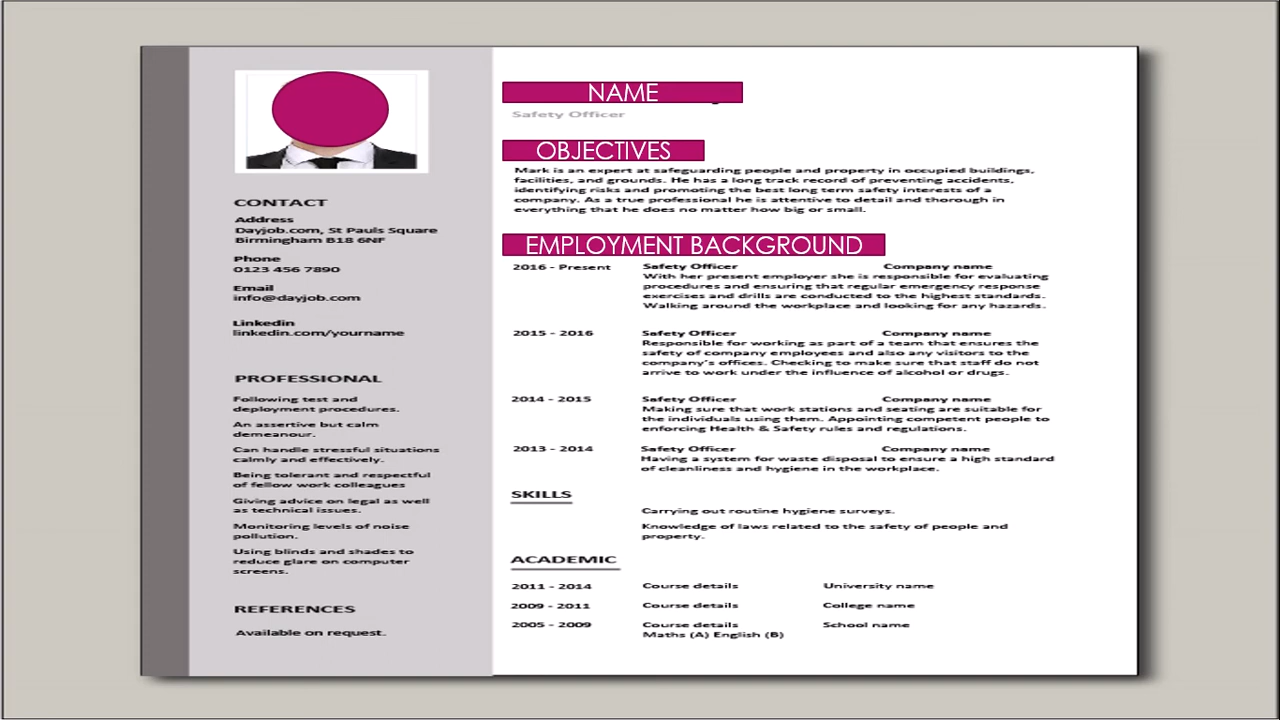 CONTACT
Address
Dayjob.com, St Pauls Square
Birmingham B18 6NF
Phone
0123 456 7890
Email
info@dayjob.com
Linkedin
linkedin.com/yourname
PROFESSIONAL
Following test and
deployment procedures.
An assertive but calm
demeanour.
Can handle stressful situations
calmly and effectively.
Being tolerant and respectful
of fellow work colleagues
Giving advice on legal as well
as technical issues.
Monitoring levels of noise
pollution.
Using blinds and shades to
reduce glare on computer
screens.
REFERENCES
Available on request.
NAME
Safety Officer
OBJECTIVES
Mark is an expert at safeguarding people and property in occupied buildings,
facilities, and grounds. He has a long track record of preventing accidents,
identifying risks and promoting the best long term safety interests of a
company. As a true professional he is attentive to detail and thorough in
everything that he does no matter how big or small.
EMPLOYMENT BACKGROUND
2016 - Present Safety Officer Company name
With her present employer she is responsible for evaluating
procedures and ensuring that regular emergency response
exercises and drills are conducted to the highest standards.
Walking around the workplace and looking for any hazards.
2015 - 2016 Safety Officer Company name
Responsible for working as part of a team that ensures the
safety of company employees and also any visitors to the
company's offices. Checking to make sure that staff do not
arrive to work under the influence of alcohol or drugs.
2014 - 2015 Safety Officer Company name
Making sure that work stations and seating are suitable for
the individuals using them. Appointing competent people to
enforcing Health & Safety rules and regulations.
2013 - 2014 Safety Officer Company name
Having a system for waste disposal to ensure a high standard
of cleanliness and hygiene in the workplace.
SKILLS
Carrying out routine hygiene surveys.
Knowledge of laws related to the safety of people and
property.
ACADEMIC
2011 - 2014 Course details University name
2009 - 2011 Course details College name
2005 - 2009 Course details School name
Maths (A) English (B)